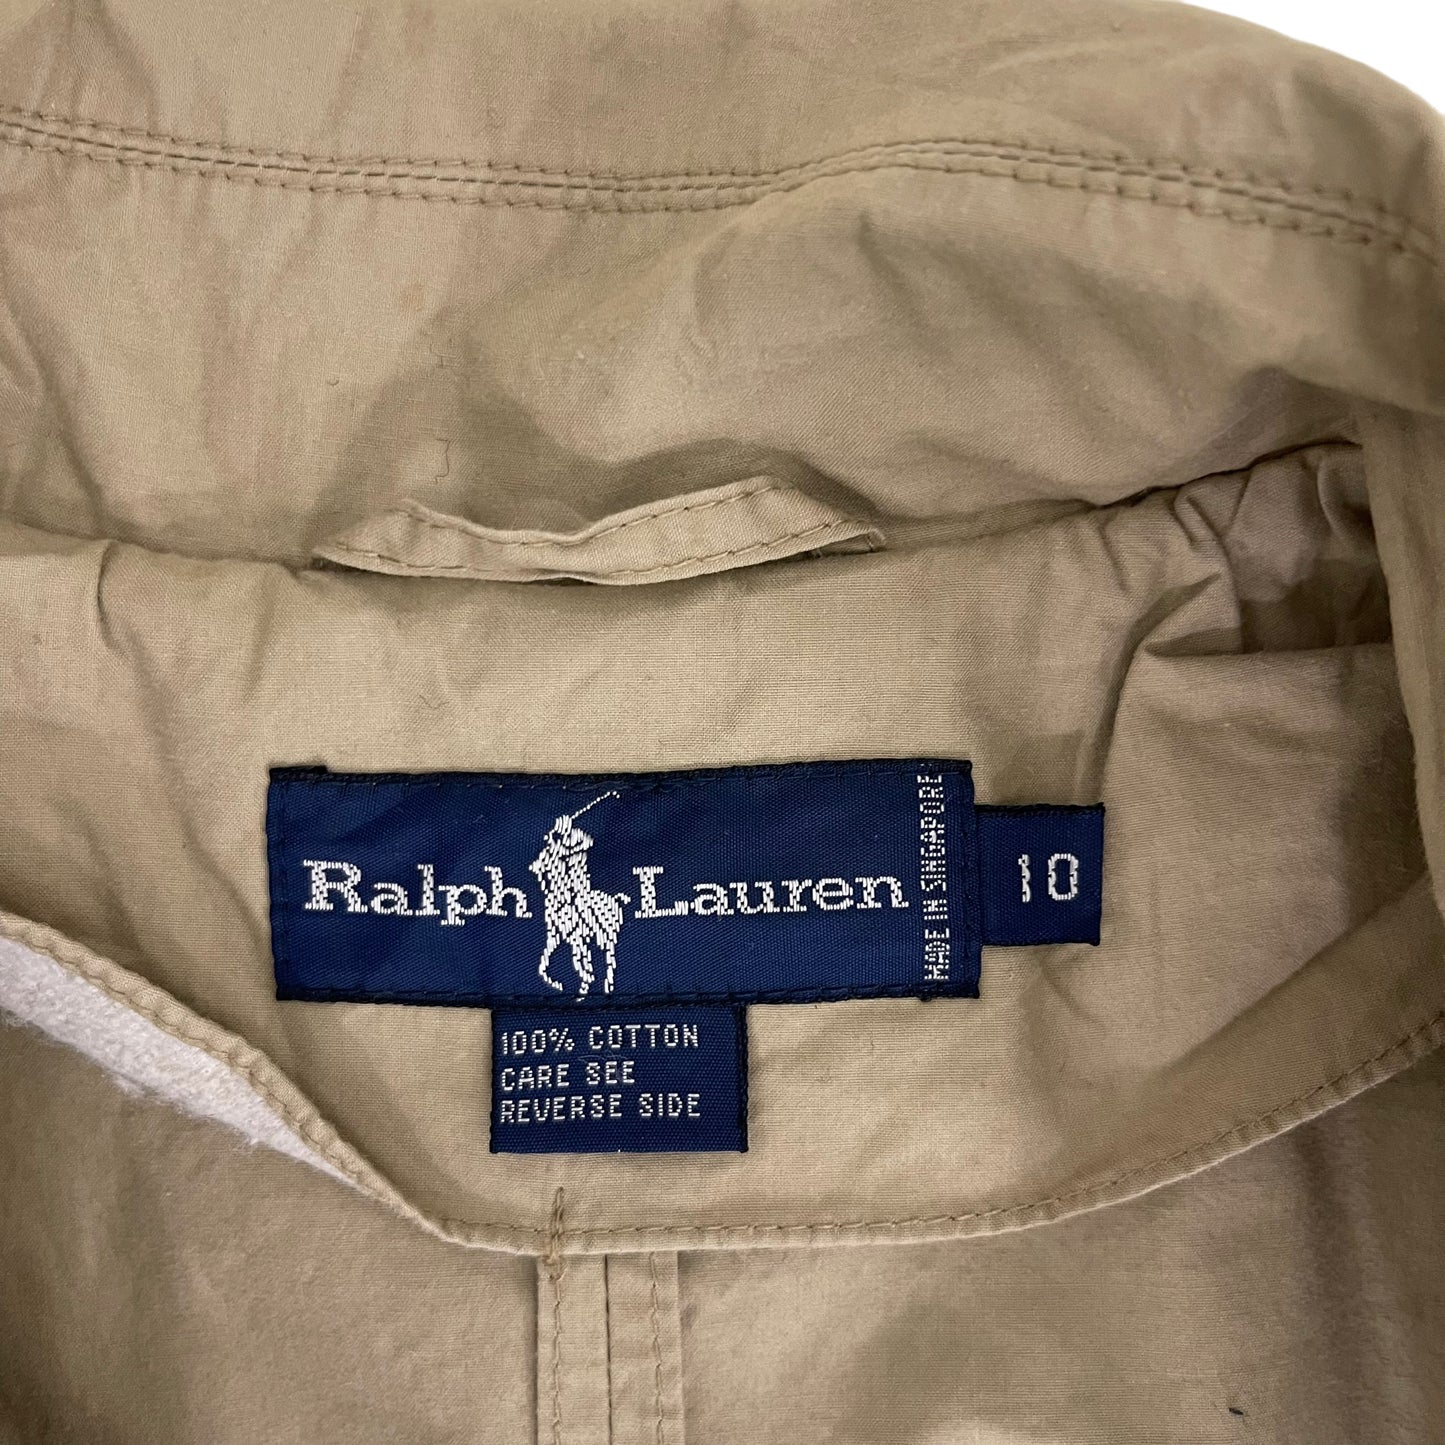 Ralph Lauren
MADE IN SINGAPORE
10
100% COTTON
CARE SEE
REVERSE SIDE